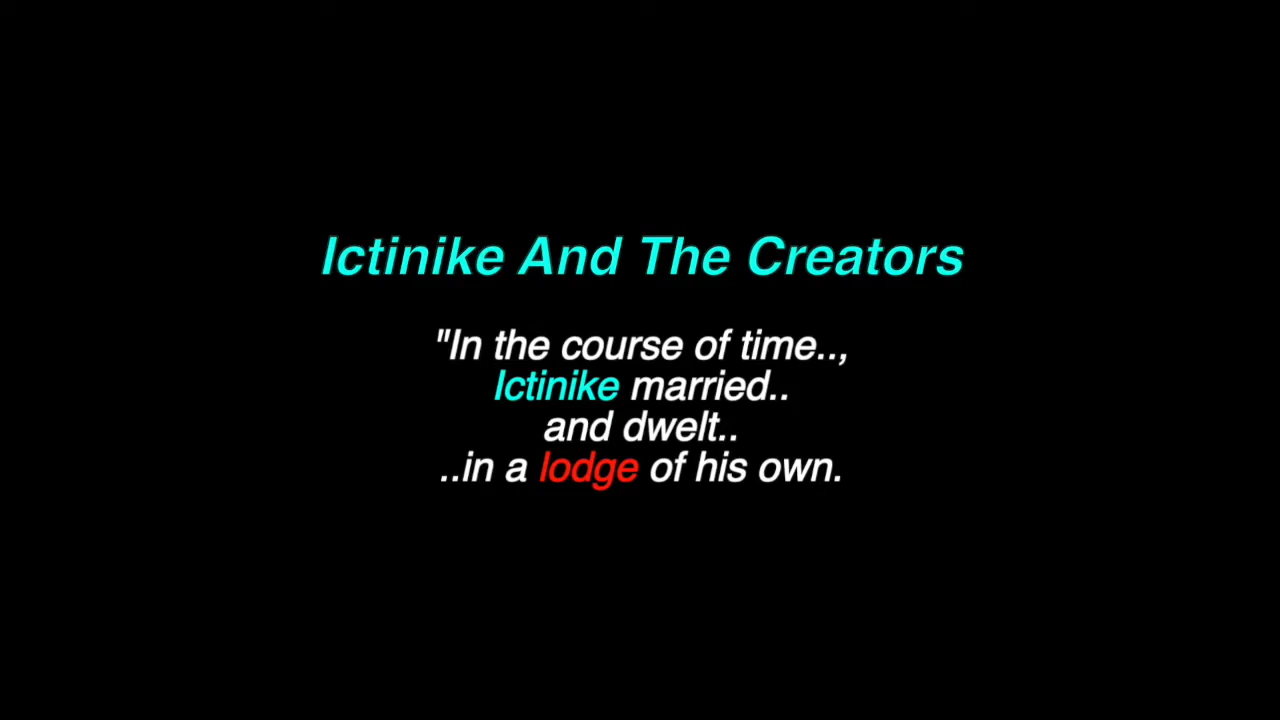 Ictinike And The Creators
"In the course of time..,
Ictinike married..
and dwelt..
..in a lodge of his own.